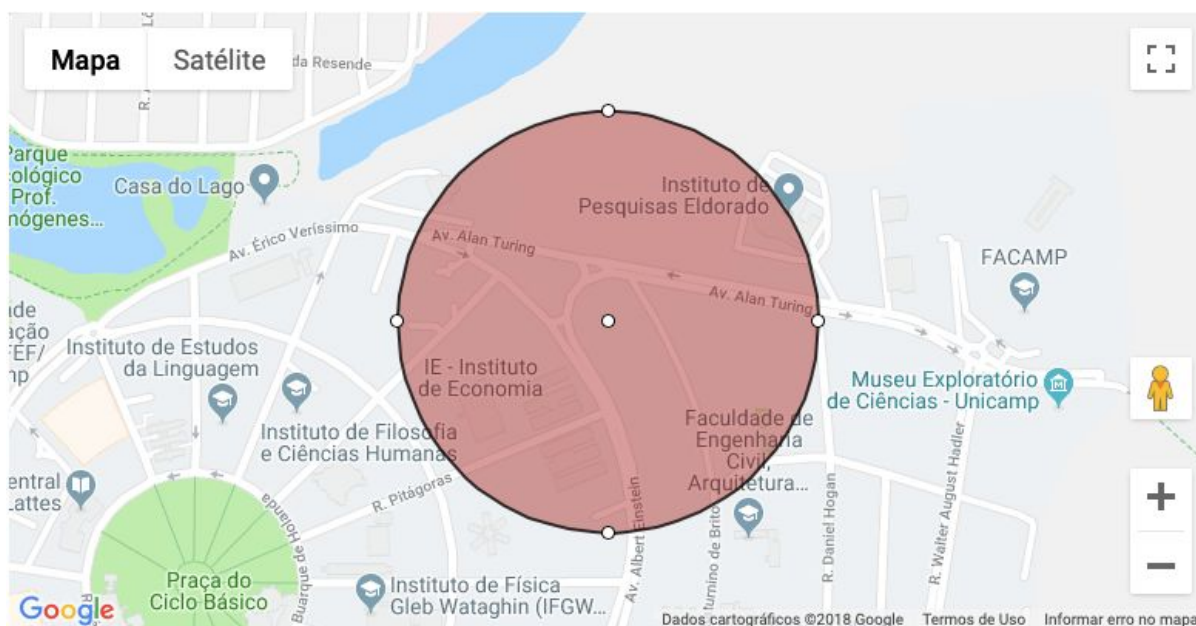 Mapa
Satélite
da Resende
Parque
Prof.
Casa do Lago
Av. Érico Veríssimo
Av. Alan Turing
Instituto de
Pesquisas Eldorado
Av. Alan Turing
FACAMP
Instituto de Estudos
da Linguagem
IE - Instituto
de Economia
Museu Exploratório
de Ciências - Unicamp
Instituto de Filosofia
e Ciências Humanas
Faculdade de
Engenharia
Civil,
Arquitetura...
R. Pitágoras
Buarque de Holanda
Av. Albert Einstein
R. Daniel Hogan
R. Walter August Hadler
Praça do
Ciclo Básico
Instituto de Física
Gleb Wataghin (IFGW...
Google
Dados cartográficos ©2018 Google
Termos de Uso
Informar erro no mapa